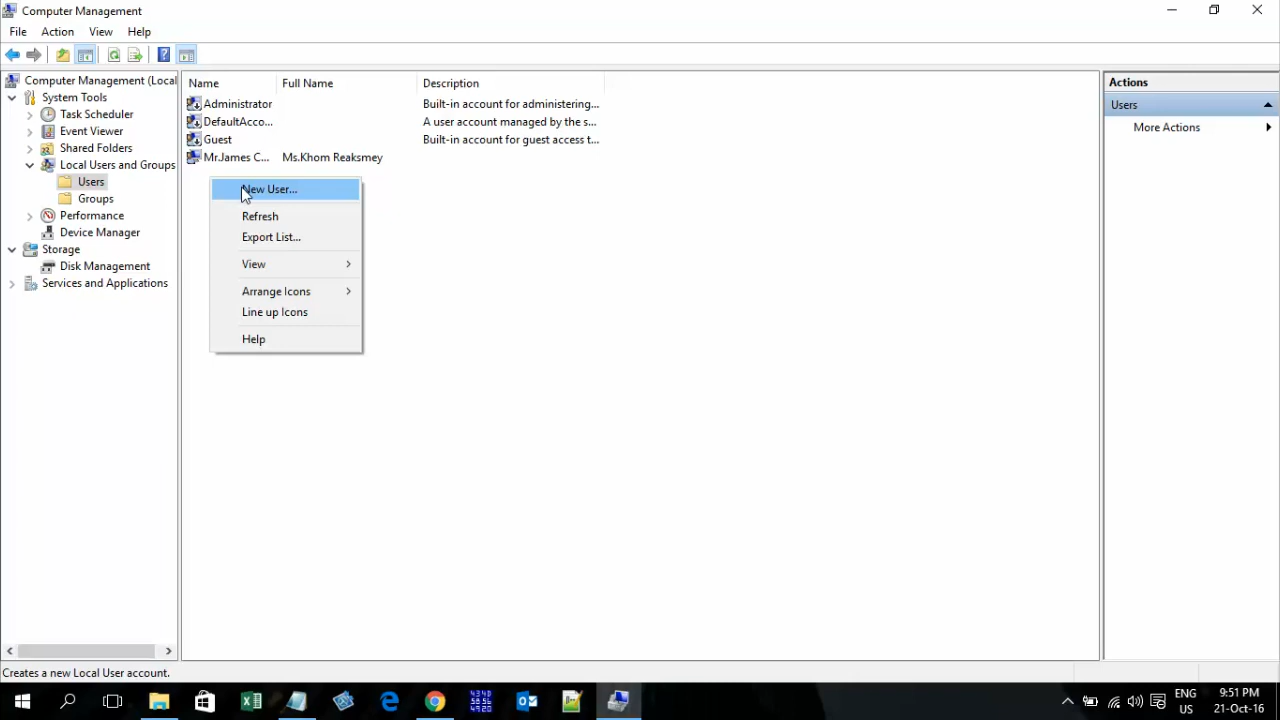 Computer Management
File Action View Help
Computer Management (Local
System Tools
Task Scheduler
Event Viewer
Shared Folders
Local Users and Groups
Users
Groups
Performance
Device Manager
Storage
Disk Management
Services and Applications
Name Full Name Description
Administrator Built-in account for administering...
DefaultAcco... A user account managed by the s...
Guest Built-in account for guest access t...
Mr.James C... Ms.Khom Reaksmey
New User...
Refresh
Export List...
View
Arrange Icons
Line up Icons
Help
Actions
Users
More Actions
Creates a new Local User account.
ENG
US
9:51 PM
21-Oct-16